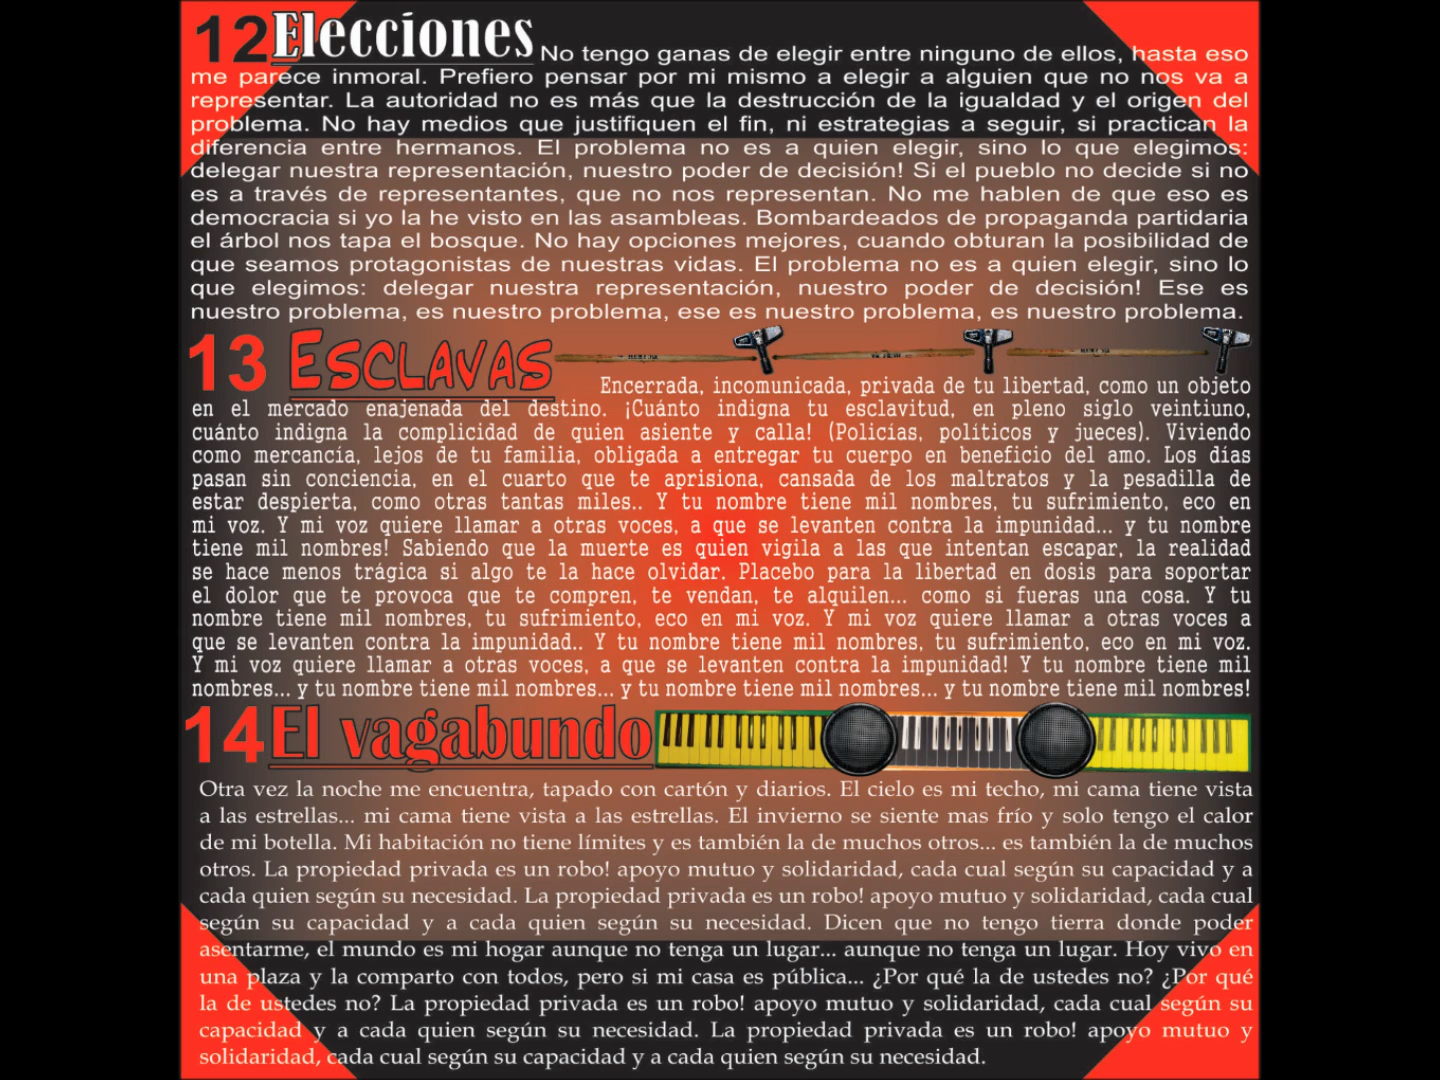 12 Elecciones No tengo ganas de elegir entre ninguno de ellos, hasta eso
me parece inmoral. Prefiero pensar por mi mismo a elegir a alguien que no nos va a
representar. La autoridad no es más que la destrucción de la igualdad y el origen del
problema. No hay medios que justifiquen el fin, ni estrategias a seguir, si practican la
diferencia entre hermanos. El problema no es a quien elegir, sino lo que elegimos:
delegar nuestra representación, nuestro poder de decisión! Si el pueblo no decide si no
es a través de representantes, que no nos representan. No me hablen de que eso es
democracia si yo la he visto en las asambleas. Bombardeados de propaganda partidaria
el árbol nos tapa el bosque. No hay opciones mejores, cuando obturan la posibilidad de
que seamos protagonistas de nuestras vidas. El problema no es a quien elegir, sino lo
que elegimos: delegar nuestra representación, nuestro poder de decisión! Ese es
nuestro problema, es nuestro problema, ese es nuestro problema, es nuestro problema.
13 Esclavas
Encerrada, incomunicada, privada de tu libertad, como un objeto
en el mercado enajenada del destino. ¡Cuánto indigna tu esclavitud, en pleno siglo veintiuno,
cuánto indigna la complicidad de quien asiente y calla! (Policías, políticos y jueces). Viviendo
como mercancía, lejos de tu familia, obligada a entregar tu cuerpo en beneficio del amo. Los días
pasan sin conciencia, en el cuarto que te aprisiona, cansada de los maltratos y la pesadilla de
estar despierta, como otras tantas miles.. Y tu nombre tiene mil nombres, tu sufrimiento, eco en
mi voz. Y mi voz quiere llamar a otras voces, a que se levanten contra la impunidad... y tu nombre
tiene mil nombres! Sabiendo que la muerte es quien vigila a las que intentan escapar, la realidad
se hace menos trágica si algo te la hace olvidar. Placebo para la libertad en dosis para soportar
el dolor que te provoca que te compren, te vendan, te alquilen... como si fueras una cosa. Y tu
nombre tiene mil nombres, tu sufrimiento, eco en mi voz. Y mi voz quiere llamar a otras voces a
que se levanten contra la impunidad.. Y tu nombre tiene mil nombres, tu sufrimiento, eco en mi voz.
Y mi voz quiere llamar a otras voces, a que se levanten contra la impunidad! Y tu nombre tiene mil
nombres... y tu nombre tiene mil nombres... y tu nombre tiene mil nombres... y tu nombre tiene mil nombres!
14 El vagabundo
Otra vez la noche me encuentra, tapado con cartón y diarios. El cielo es mi techo, mi cama tiene vista
a las estrellas... mi cama tiene vista a las estrellas. El invierno se siente mas frío y solo tengo el calor
de mi botella. Mi habitación no tiene límites y es también la de muchos otros... es también la de muchos
otros. La propiedad privada es un robo! apoyo mutuo y solidaridad, cada cual según su capacidad y a
cada quien según su necesidad. La propiedad privada es un robo! apoyo mutuo y solidaridad, cada cual
según su capacidad y a cada quien según su necesidad. Dicen que no tengo tierra donde poder
asentarme, el mundo es mi hogar aunque no tenga un lugar... aunque no tenga un lugar. Hoy vivo en
una plaza y la comparto con todos, pero si mi casa es pública... ¿Por qué la de ustedes no? ¿Por qué
la de ustedes no? La propiedad privada es un robo! apoyo mutuo y solidaridad, cada cual según su
capacidad y a cada quien según su necesidad. La propiedad privada es un robo! apoyo mutuo y
solidaridad, cada cual según su capacidad y a cada quien según su necesidad.